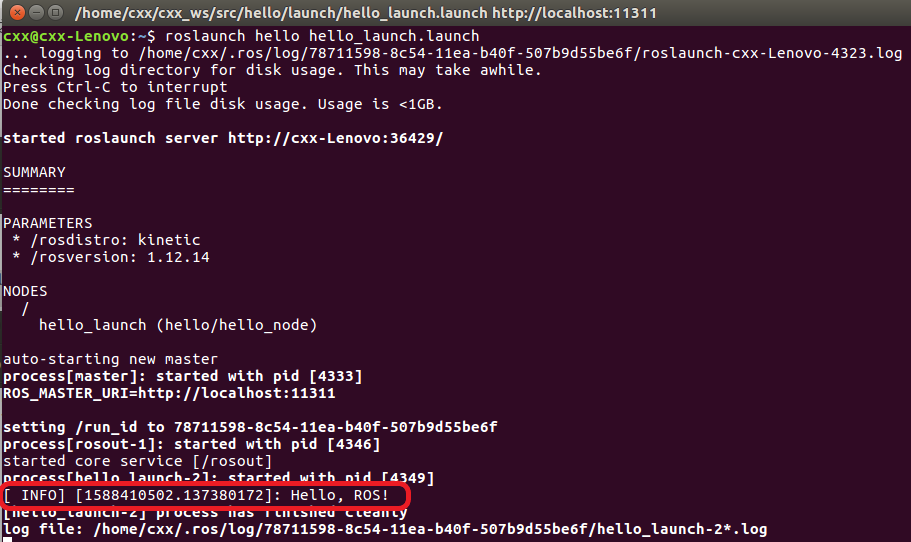 /home/cxx/cxx_ws/src/hello/launch/hello_launch.launch http://localhost:11311
cxx@cxx-Lenovo:~$ roslaunch hello hello_launch.launch
... logging to /home/cxx/.ros/log/78711598-8c54-11ea-b40f-507b9d55be6f/roslaunch-cxx-Lenovo-4323.log
Checking log directory for disk usage. This may take awhile.
Press Ctrl-C to interrupt
Done checking log file disk usage. Usage is <1GB.
started roslaunch server http://cxx-Lenovo:36429/
SUMMARY
========
PARAMETERS
* /rosdistro: kinetic
* /rosversion: 1.12.14
NODES
/
hello_launch (hello/hello_node)
auto-starting new master
process[master]: started with pid [4333]
ROS_MASTER_URI=http://localhost:11311
setting /run_id to 78711598-8c54-11ea-b40f-507b9d55be6f
process[rosout-1]: started with pid [4346]
started core service [/rosout]
process[hello_launch-2]: started with pid [4349]
[ INFO] [1588410502.137380172]: Hello, ROS!
[hello_launch-2] process has finished cleanly
log file: /home/cxx/.ros/log/78711598-8c54-11ea-b40f-507b9d55be6f/hello_launch-2*.log